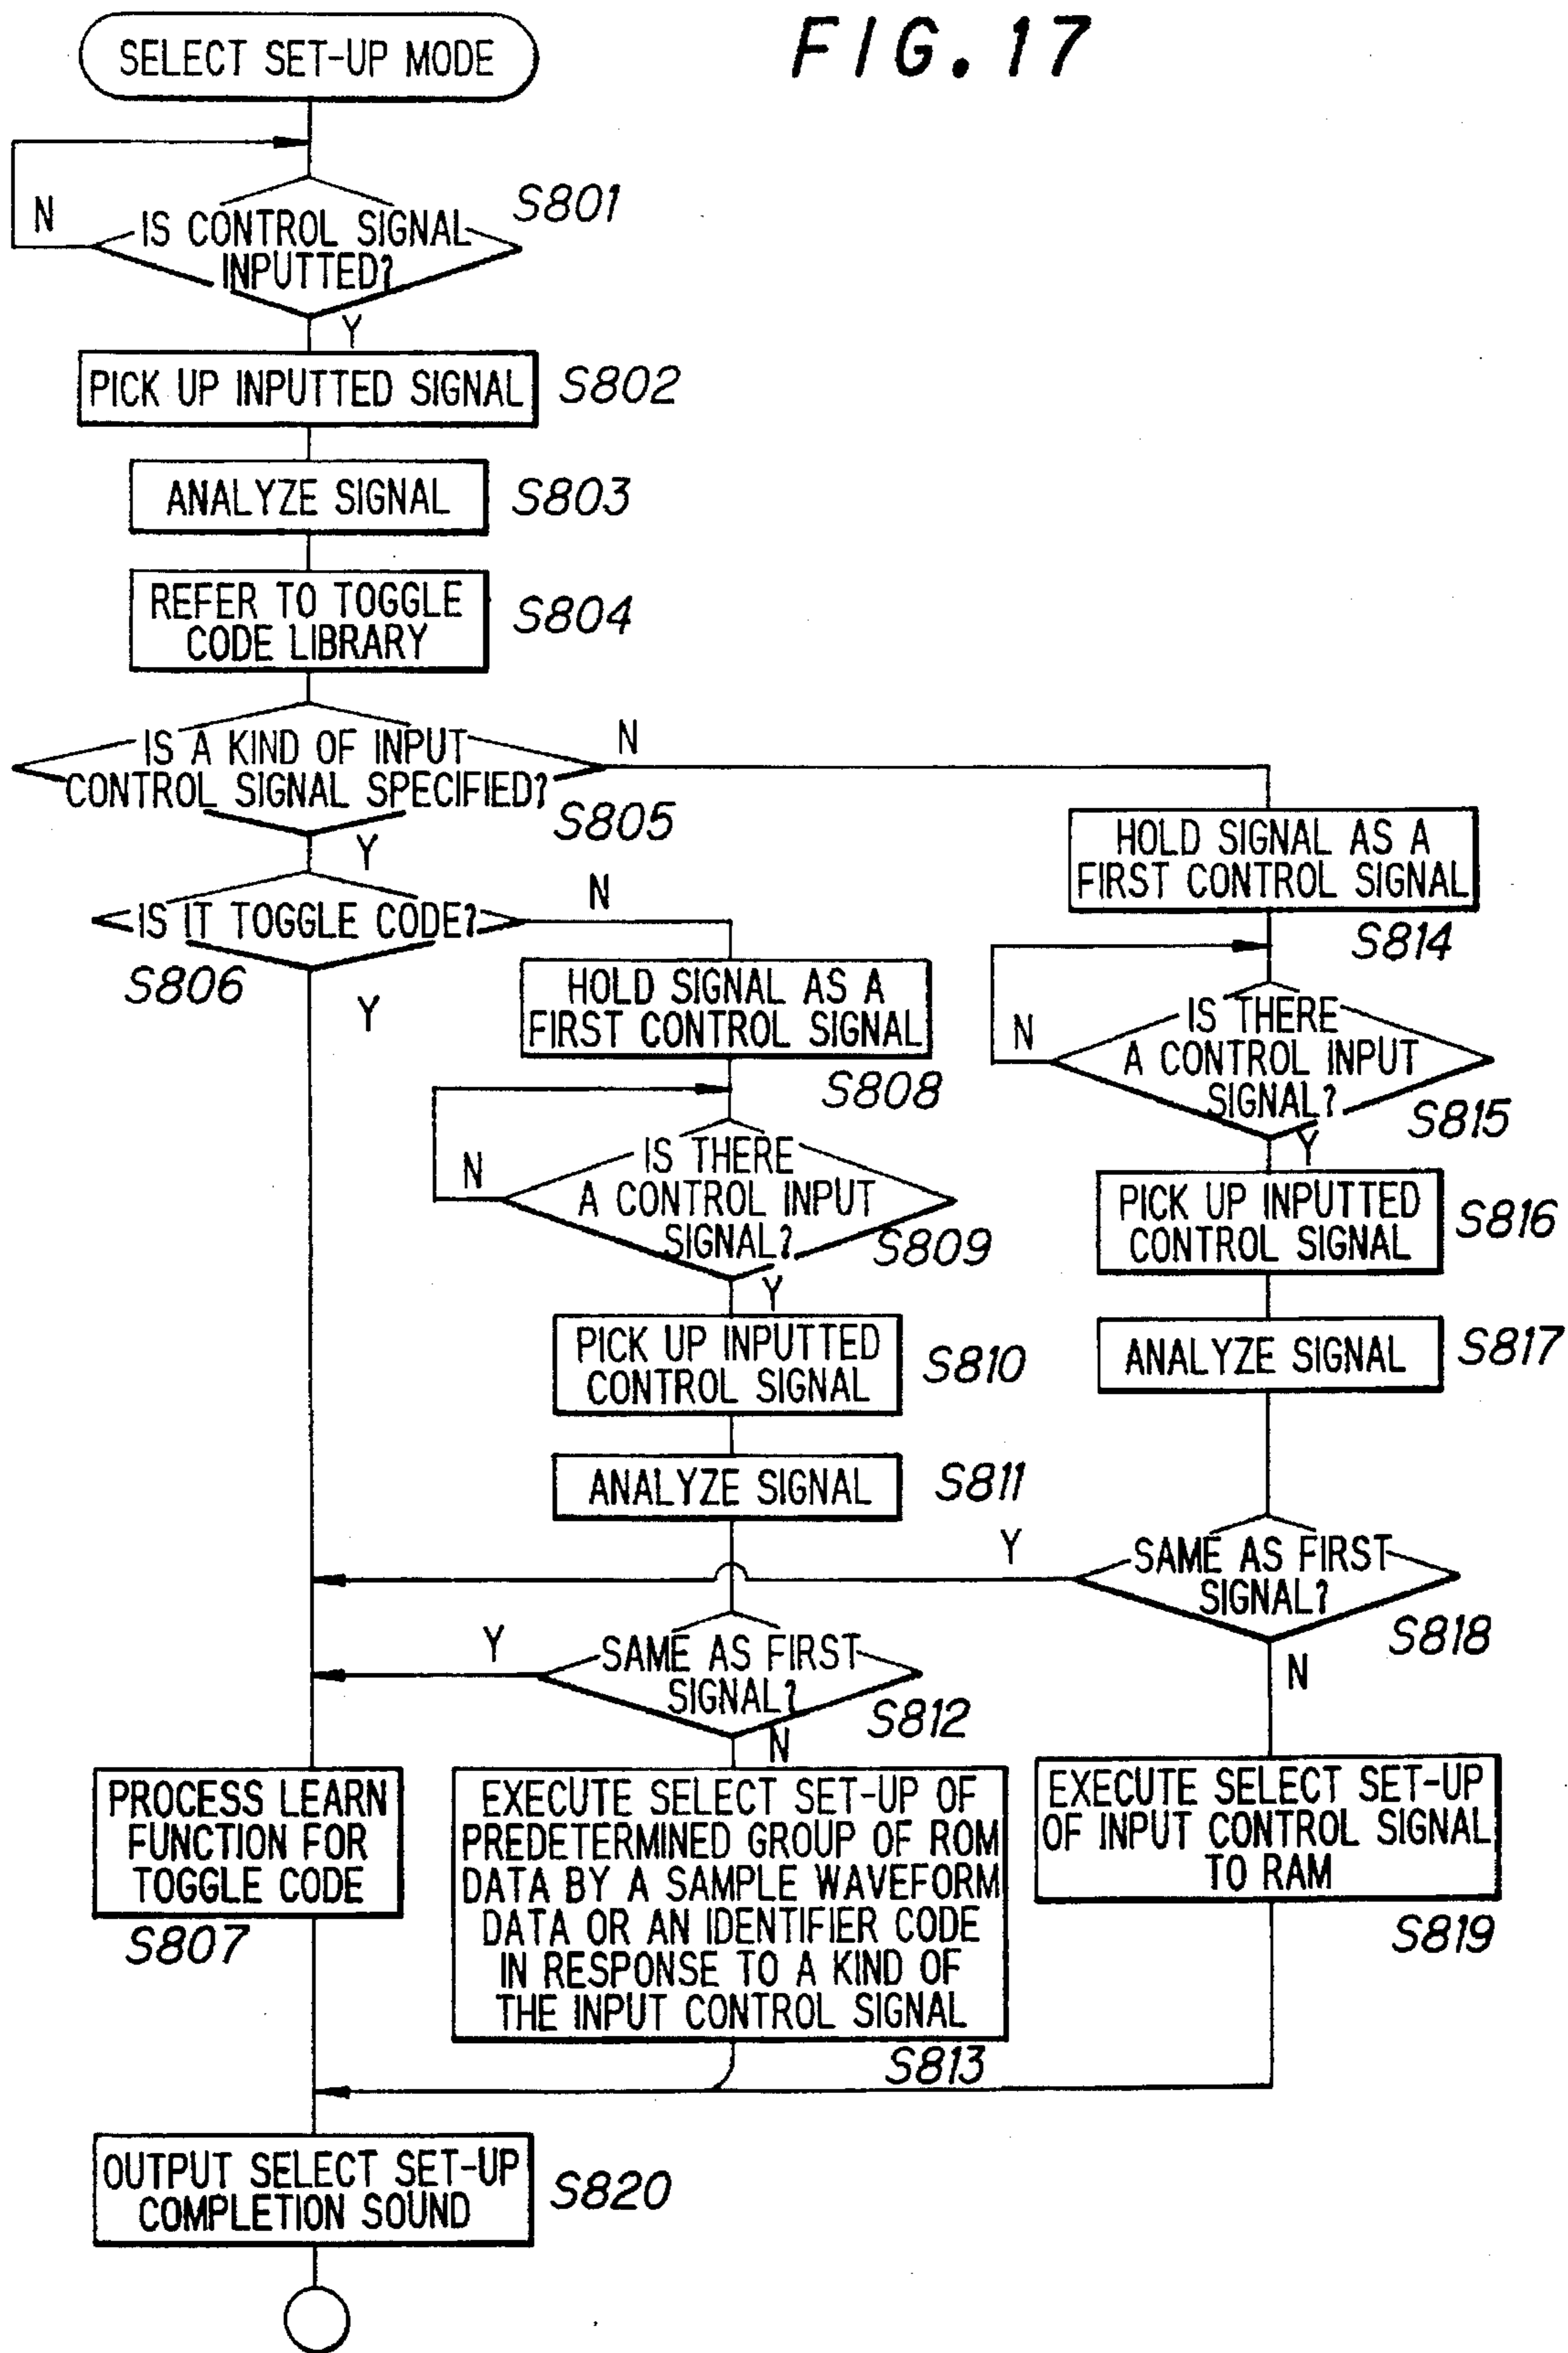 FIG. 17
SELECT SET-UP MODE
S801
N
IS CONTROL SIGNAL
INPUTTED?
Y
PICK UP INPUTTED SIGNAL
S802
ANALYZE SIGNAL
S803
REFER TO TOGGLE
CODE LIBRARY
S804
IS A KIND OF INPUT
CONTROL SIGNAL SPECIFIED?
N
S805
Y
IS IT TOGGLE CODE?
N
S806
Y
HOLD SIGNAL AS A
FIRST CONTROL SIGNAL
S808
N
IS THERE
A CONTROL INPUT
SIGNAL?
S809
Y
PICK UP INPUTTED
CONTROL SIGNAL
S810
ANALYZE SIGNAL
S811
Y
SAME AS FIRST
SIGNAL?
S812
N
HOLD SIGNAL AS A
FIRST CONTROL SIGNAL
S814
N
IS THERE
A CONTROL INPUT
SIGNAL?
S815
Y
PICK UP INPUTTED
CONTROL SIGNAL
S816
ANALYZE SIGNAL
S817
Y
SAME AS FIRST
SIGNAL?
S818
N
PROCESS LEARN
FUNCTION FOR
TOGGLE CODE
S807
EXECUTE SELECT SET-UP OF
PREDETERMINED GROUP OF ROM
DATA BY A SAMPLE WAVEFORM
DATA OR AN IDENTIFIER CODE
IN RESPONSE TO A KIND OF
THE INPUT CONTROL SIGNAL
S813
EXECUTE SELECT SET-UP
OF INPUT CONTROL SIGNAL
TO RAM
S819
OUTPUT SELECT SET-UP
COMPLETION SOUND
S820